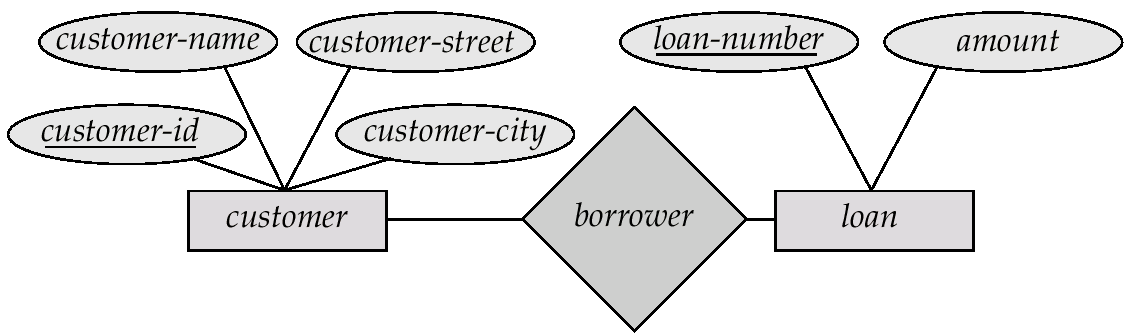 customer-name
customer-street
loan-number
amount
customer-id
customer-city
customer
borrower
loan